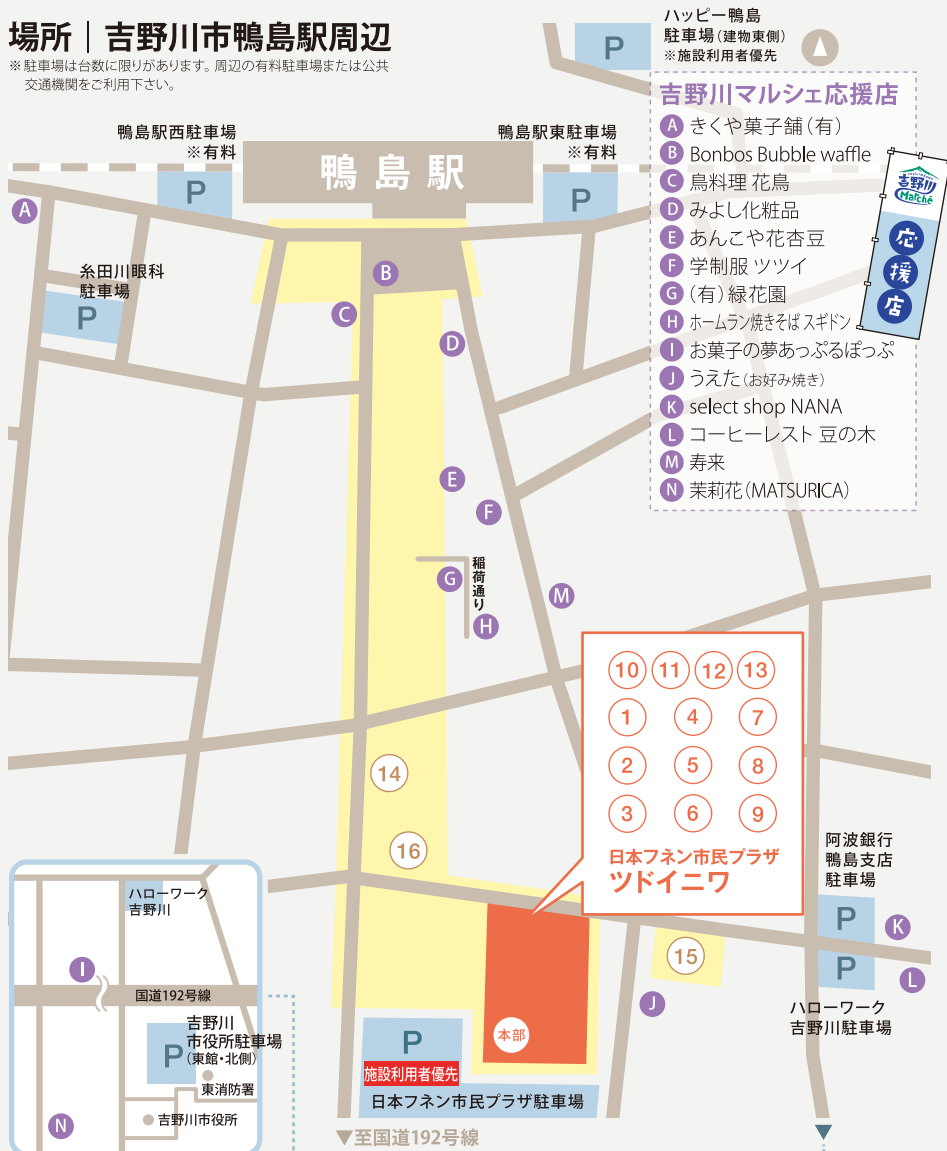 場所｜吉野川市鴨島駅周辺
※駐車場は台数に限りがあります。周辺の有料駐車場または公共
交通機関をご利用下さい。
ハッピー鴨島
駐車場(建物東側)
※施設利用者優先
P
吉野川マルシェ応援店
A きくや菓子舗(有)
B Bonbos Bubble waffle
C 鳥料理 花鳥
D みよし化粧品
E あんこや花杏豆
F 学制服 ツツイ
G (有)緑花園
H ホームラン焼きそば スギドン
I お菓子の夢あっぷるぽっぷ
J うえた(お好み焼き)
K select shop NANA
L コーヒーレスト 豆の木
M 寿来
N 茉莉花(MATSURICA)
吉野川
Marché
応
援
店
鴨島駅西駐車場
※有料
P
鴨島駅
鴨島駅東駐車場
※有料
P
A
糸田川眼科
駐車場
P
B
C
D
E
F
稲荷通り
G
H
M
10 11 12 13
1 4 7
2 5 8
3 6 9
日本フネン市民プラザ
ツドイニワ
14
16
15
本部
J
阿波銀行
鴨島支店
駐車場
P
P
K
L
ハローワーク
吉野川駐車場
P
施設利用者優先
日本フネン市民プラザ駐車場
▼至国道192号線
ハローワーク
吉野川
I
国道192号線
吉野川
市役所駐車場
(東館・北側)
P
東消防署
吉野川市役所
N